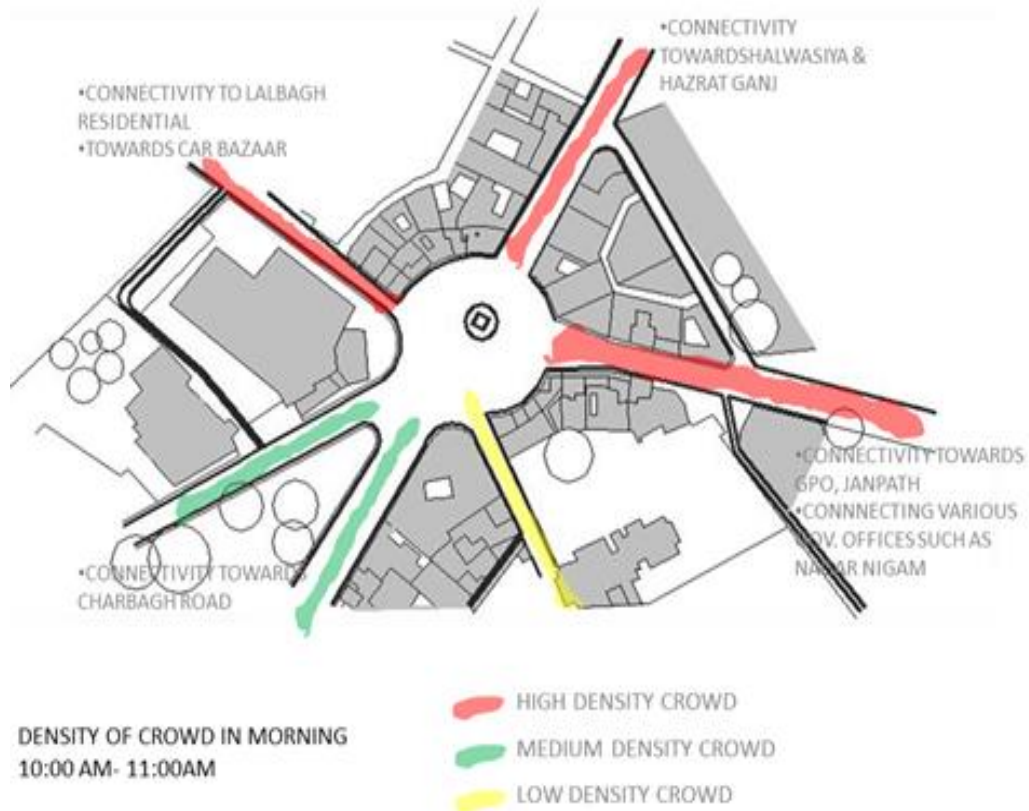 •CONNECTIVITY
TOWARDSHALWASIYA &
HAZRAT GANJ
•CONNECTIVITY TO LALBAGH
RESIDENTIAL
•TOWARDS CAR BAZAAR
•CONNECTIVITY TOWARDS
GPO, JANPATH
•CONNNECTING VARIOUS
GOV. OFFICES SUCH AS
NAGAR NIGAM
•CONNECTIVITY TOWARDS
CHARBAGH ROAD
HIGH DENSITY CROWD
MEDIUM DENSITY CROWD
LOW DENSITY CROWD
DENSITY OF CROWD IN MORNING
10:00 AM- 11:00AM